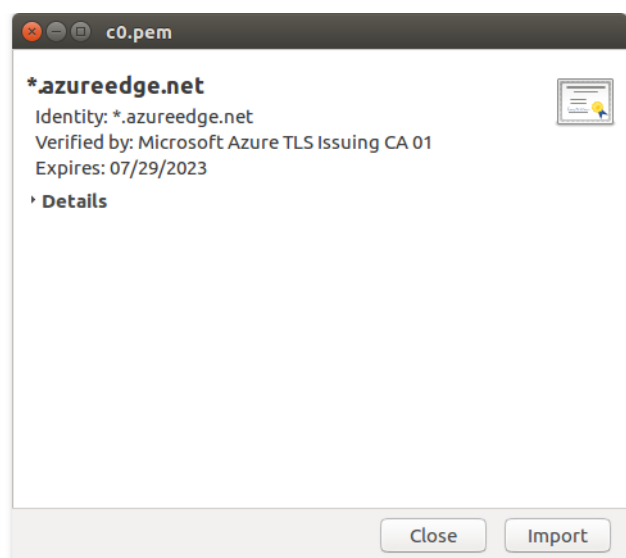 c0.pem
*.azureedge.net
Identity: *.azureedge.net
Verified by: Microsoft Azure TLS Issuing CA 01
Expires: 07/29/2023
Details
Close Import